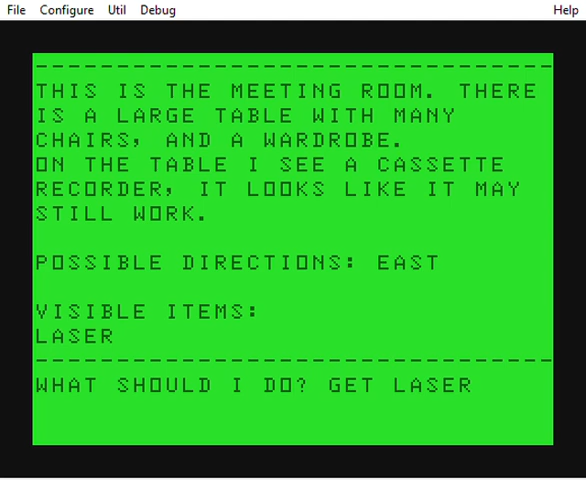 File Configure Util Debug Help
--------------------------------
THIS IS THE MEETING ROOM. THERE
IS A LARGE TABLE WITH MANY
CHAIRS, AND A WARDROBE.
ON THE TABLE I SEE A CASSETTE
RECORDER, IT LOOKS LIKE IT MAY
STILL WORK.
POSSIBLE DIRECTIONS: EAST
VISIBLE ITEMS:
LASER
--------------------------------
WHAT SHOULD I DO? GET LASER